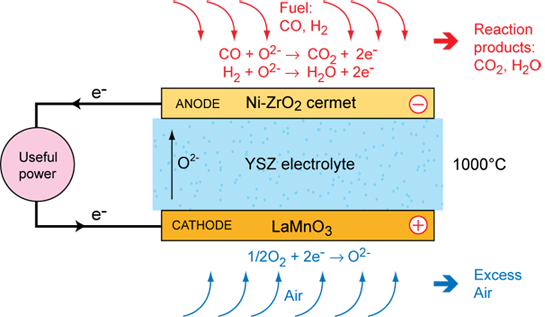 Fuel:
CO, H₂
CO + O²⁻ → CO₂ + 2e⁻
H₂ + O²⁻ → H₂O + 2e⁻
Reaction
products:
CO₂, H₂O
e⁻
ANODE Ni-ZrO₂ cermet −
Useful
power
O²⁻ YSZ electrolyte 1000°C
e⁻
CATHODE LaMnO₃ +
1/2O₂ + 2e⁻ → O²⁻
Air
Excess
Air